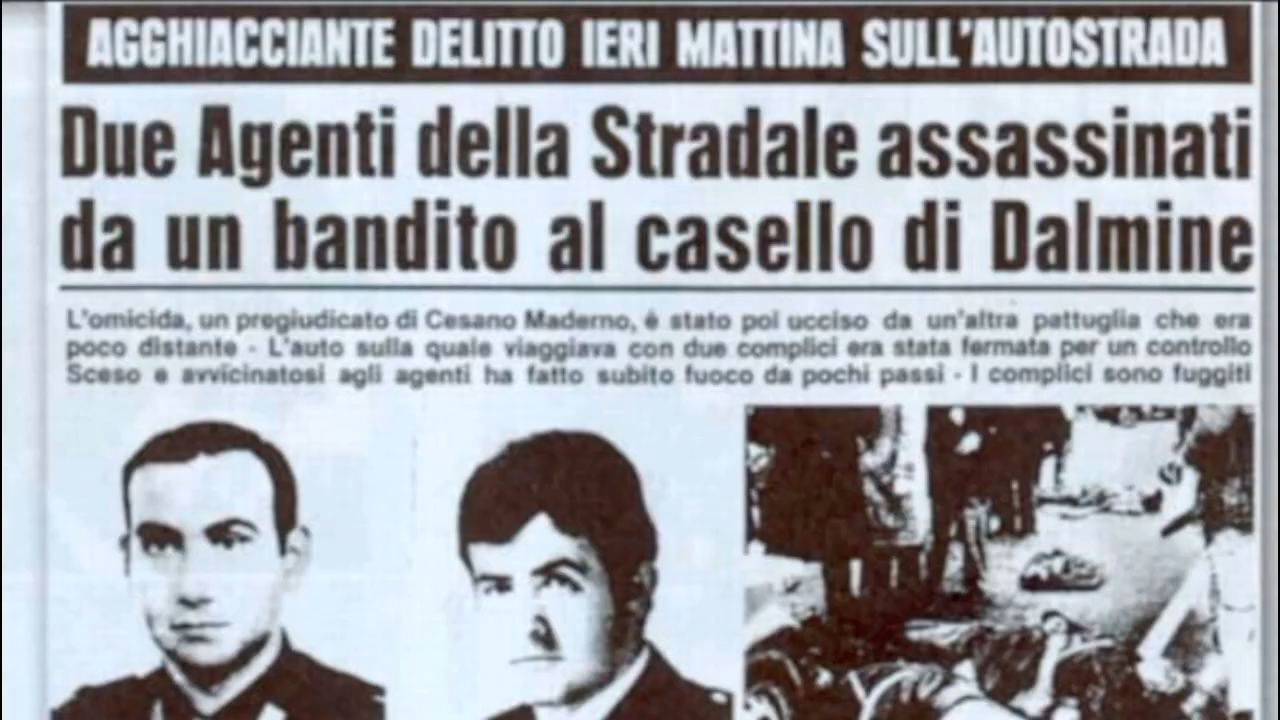 AGGHIACCIANTE DELITTO IERI MATTINA SULL'AUTOSTRADA
Due Agenti della Stradale assassinati
da un bandito al casello di Dalmine
L'omicida, un pregiudicato di Cesano Maderno, è stato poi ucciso da un'altra pattuglia che era
poco distante - L'auto sulla quale viaggiava con due complici era stata fermata per un controllo
Sceso e avvicinatosi agli agenti ha fatto subito fuoco da pochi passi - I complici sono fuggiti